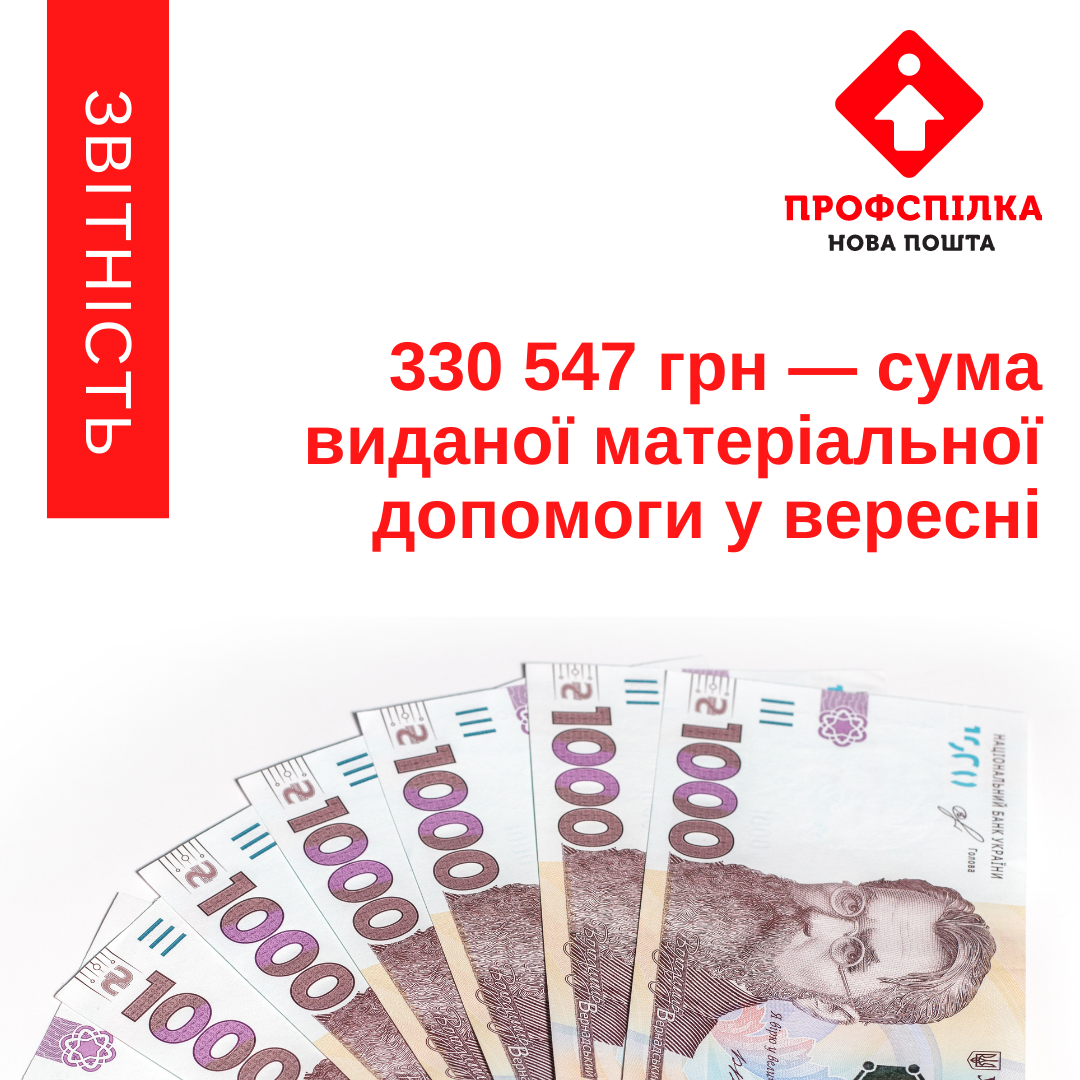 ЗВІТНІСТЬ
ПРОФСПІЛКА
НОВА ПОШТА
330 547 грн — сума
виданої матеріальної
допомоги у вересні
1000
1000
1000
1000
1000
1000
НАЦІОНАЛЬНИЙ БАНК УКРАЇНИ
Голова